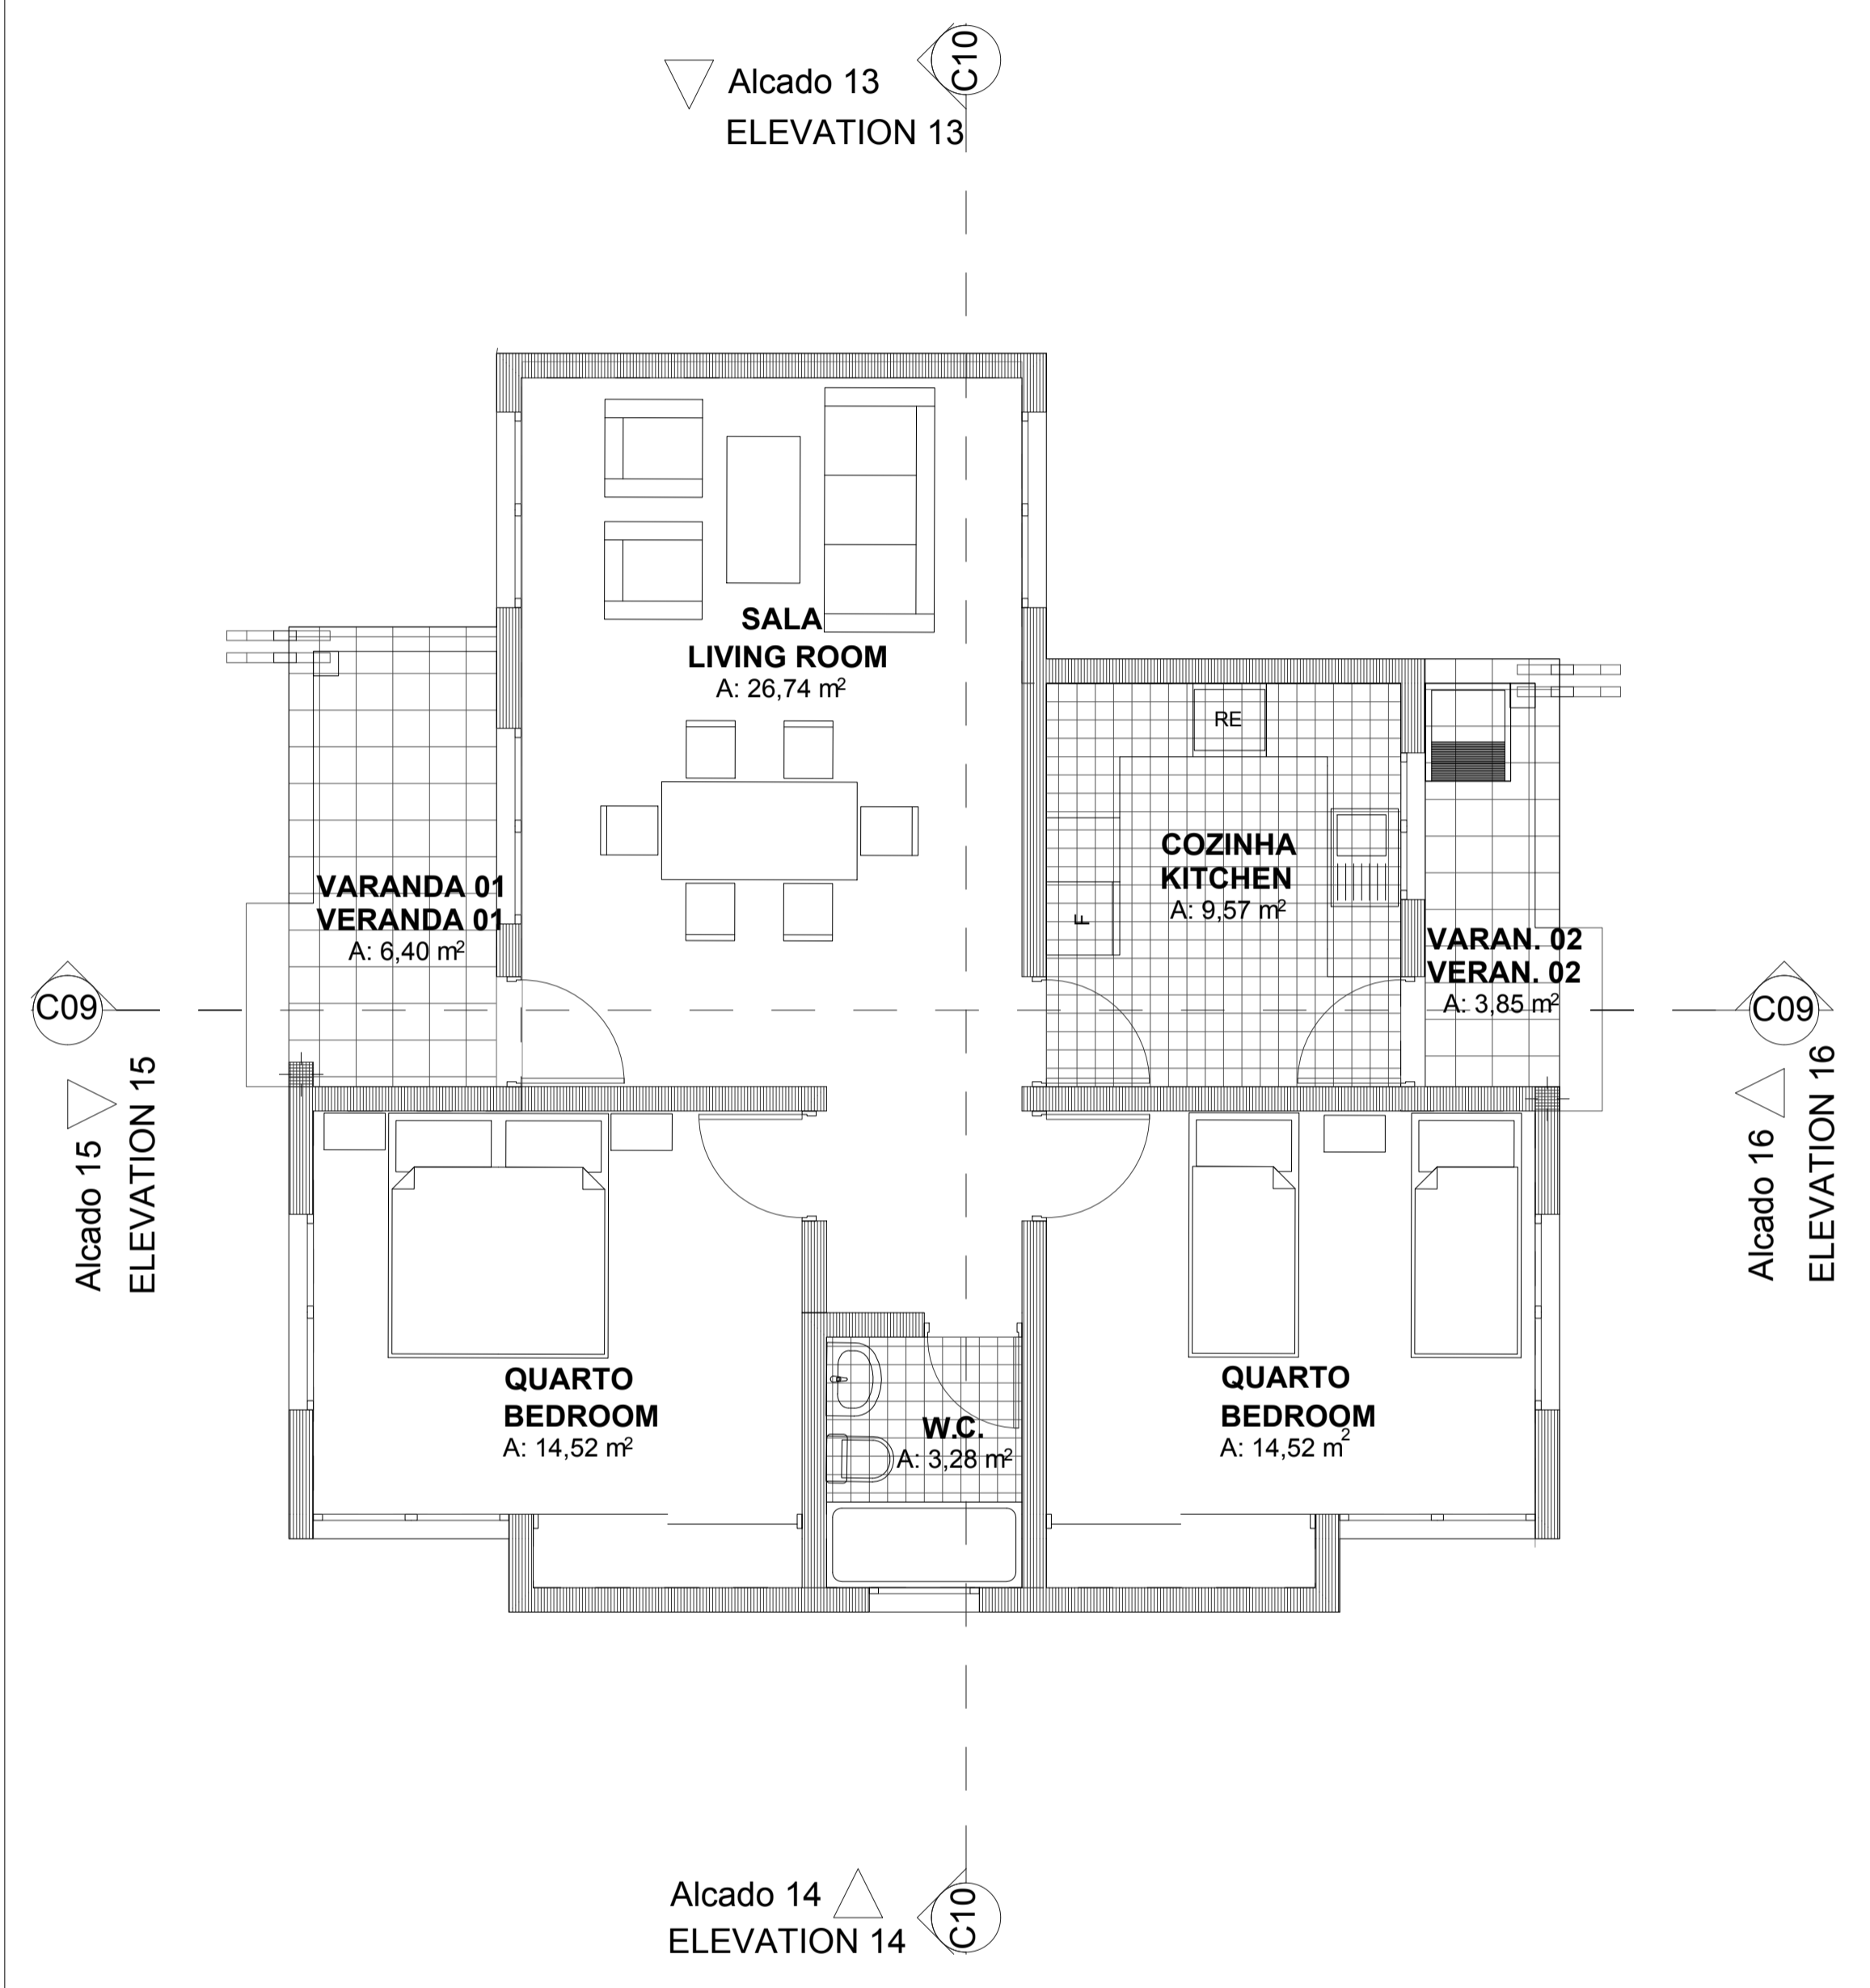 C10
Alcado 13
ELEVATION 13
SALA
LIVING ROOM
A: 26,74 m²
RE
COZINHA
KITCHEN
A: 9,57 m²
F
VARANDA 01
VERANDA 01
A: 6,40 m²
VARAN. 02
VERAN. 02
A: 3,85 m²
C09
C09
Alcado 15
ELEVATION 15
Alcado 16
ELEVATION 16
QUARTO
BEDROOM
A: 14,52 m²
W.C.
A: 3,28 m²
QUARTO
BEDROOM
A: 14,52 m²
Alcado 14
ELEVATION 14
C10